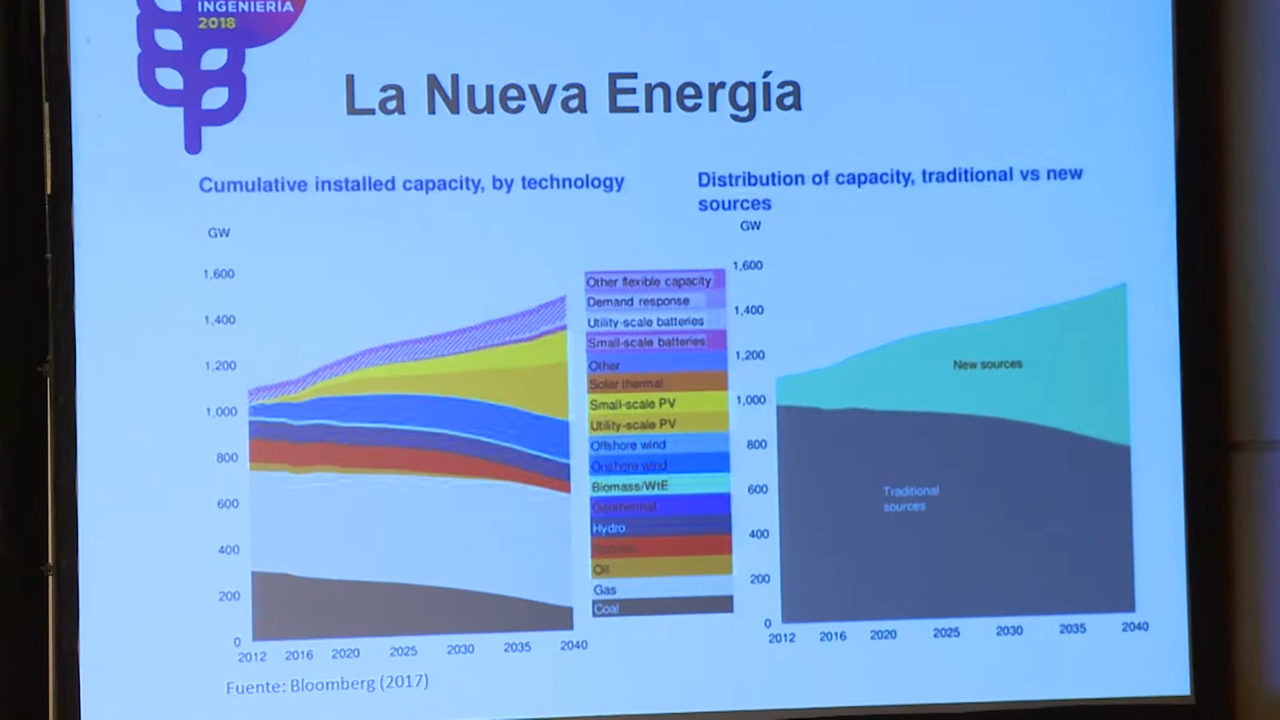 INGENIERÍA
2018
La Nueva Energía
Cumulative installed capacity, by technology
GW
1,600
1,400
1,200
1,000
800
600
400
200
0
2012 2016 2020 2025 2030 2035 2040
Other flexible capacity
Demand response
Utility-scale batteries
Small-scale batteries
Other
Solar thermal
Small-scale PV
Utility-scale PV
Offshore wind
Onshore wind
Biomass/WtE
Geothermal
Hydro
Oil
Gas
Coal
Distribution of capacity, traditional vs new
sources
GW
1,600
1,400
1,200
1,000
800
600
400
200
0
New sources
Traditional
sources
2012 2016 2020 2025 2030 2035 2040
Fuente: Bloomberg (2017)